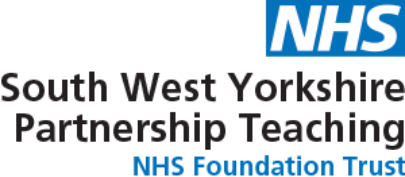 NHS
South West Yorkshire
Partnership Teaching
NHS Foundation Trust